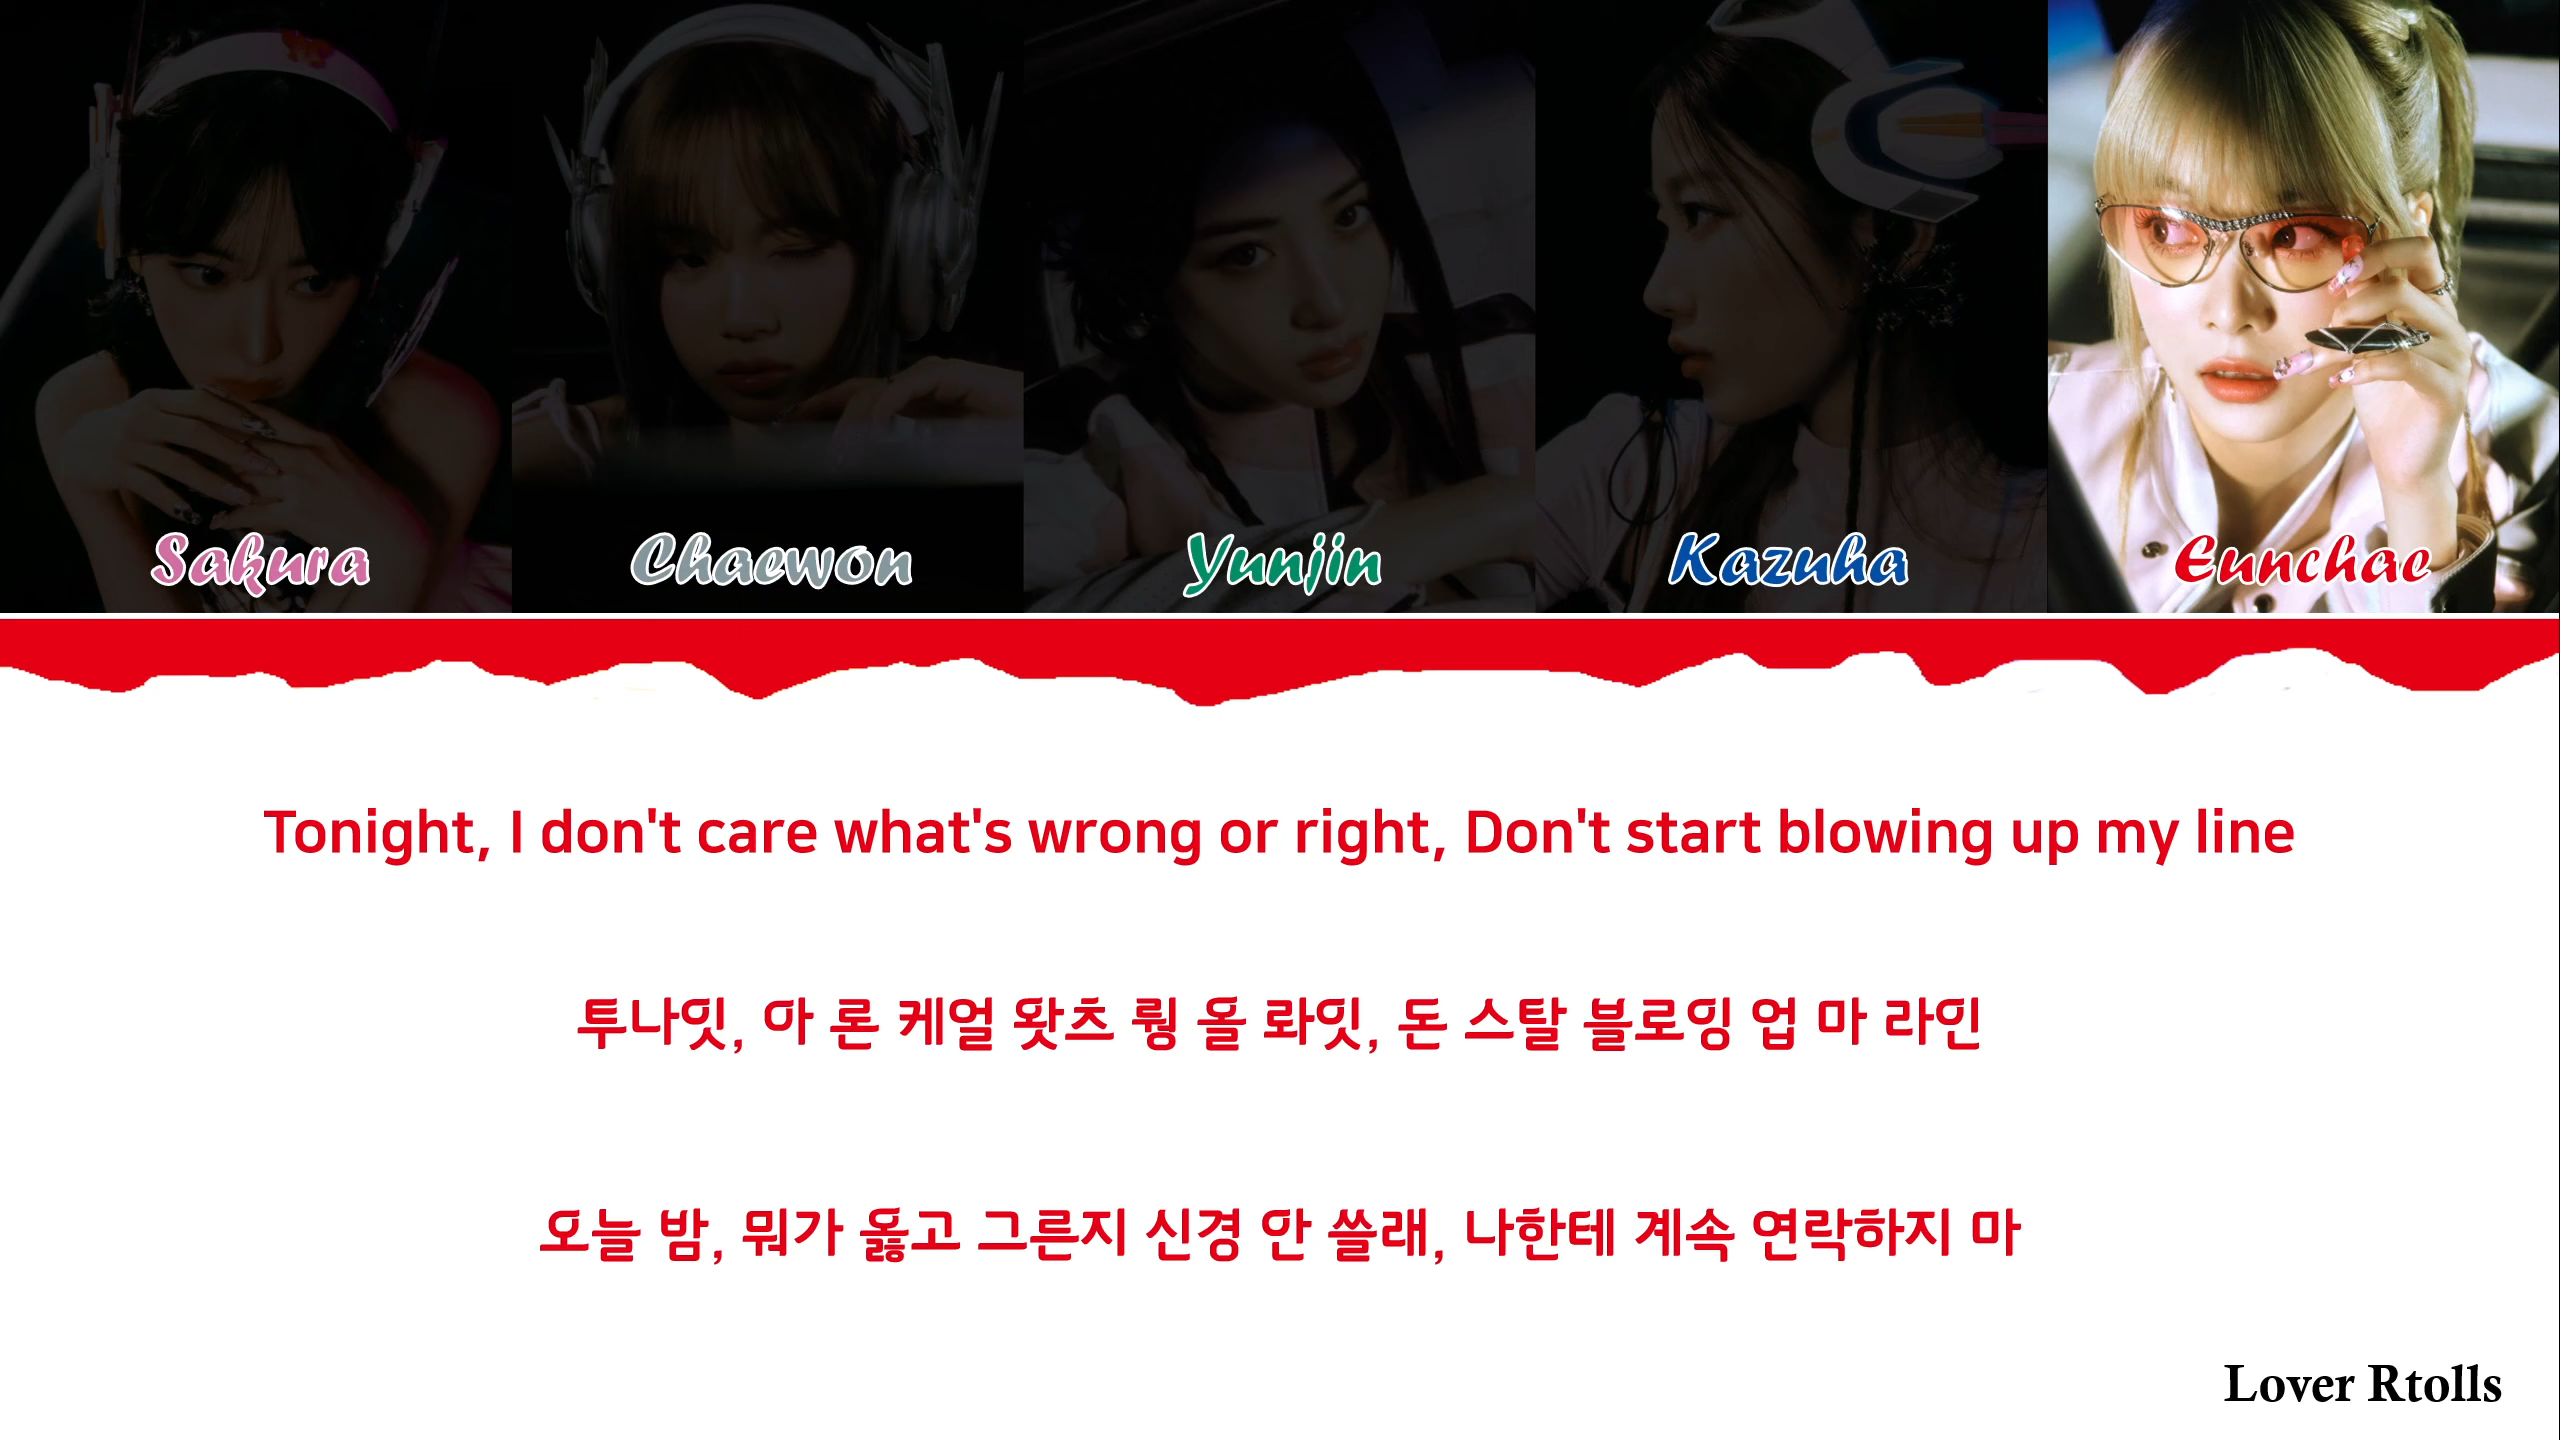 Sakura
Chaewon
Yunjin
Kazuha
Eunchae
Tonight, I don't care what's wrong or right, Don't start blowing up my line
투나잇, 아 론 케얼 왓츠 륑 올 롸잇, 돈 스탈 블로잉 업 마 라인
오늘 밤, 뭐가 옳고 그른지 신경 안 쓸래, 나한테 계속 연락하지 마
Lover Rtolls